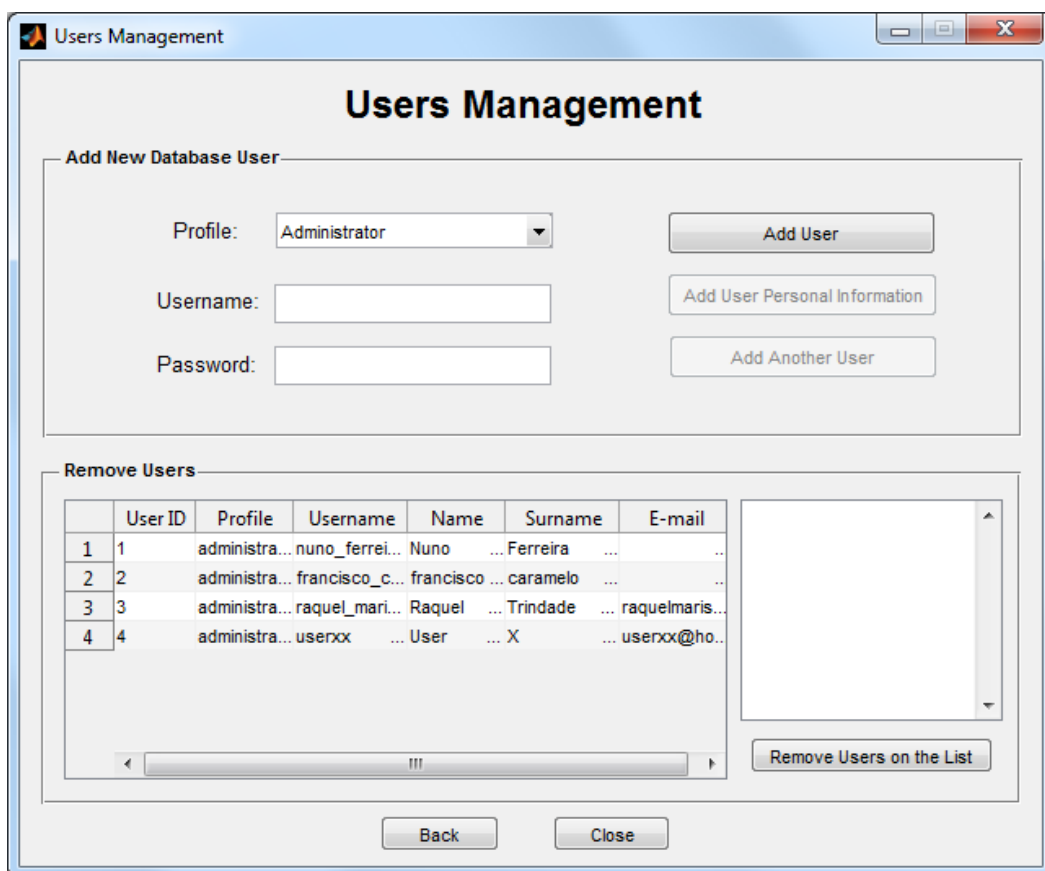 Users Management
Users Management
Add New Database User
Profile: Administrator Add User
Username: Add User Personal Information
Password: Add Another User
Remove Users
User ID Profile Username Name Surname E-mail
1 1 administra... nuno_ferrei... Nuno ... Ferreira ... ..
2 2 administra... francisco_c... francisco ... caramelo ... ..
3 3 administra... raquel_mari... Raquel ... Trindade ... raquelmaris...
4 4 administra... userxx ... User ... X ... userxx@ho...
Remove Users on the List
Back Close